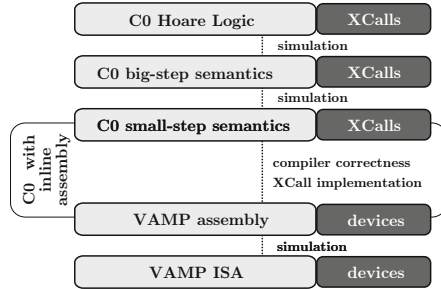 C0 Hoare Logic XCalls
simulation
C0 big-step semantics XCalls
simulation
C0 small-step semantics XCalls
C0 with
inline
assembly
compiler correctness
XCall implementation
VAMP assembly devices
simulation
VAMP ISA devices